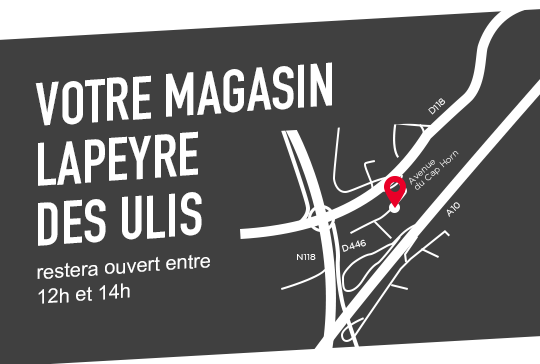 VOTRE MAGASIN
LAPEYRE
DES ULIS
restera ouvert entre
12h et 14h
D118
Avenue
du Cap Horn
A10
D446
N118